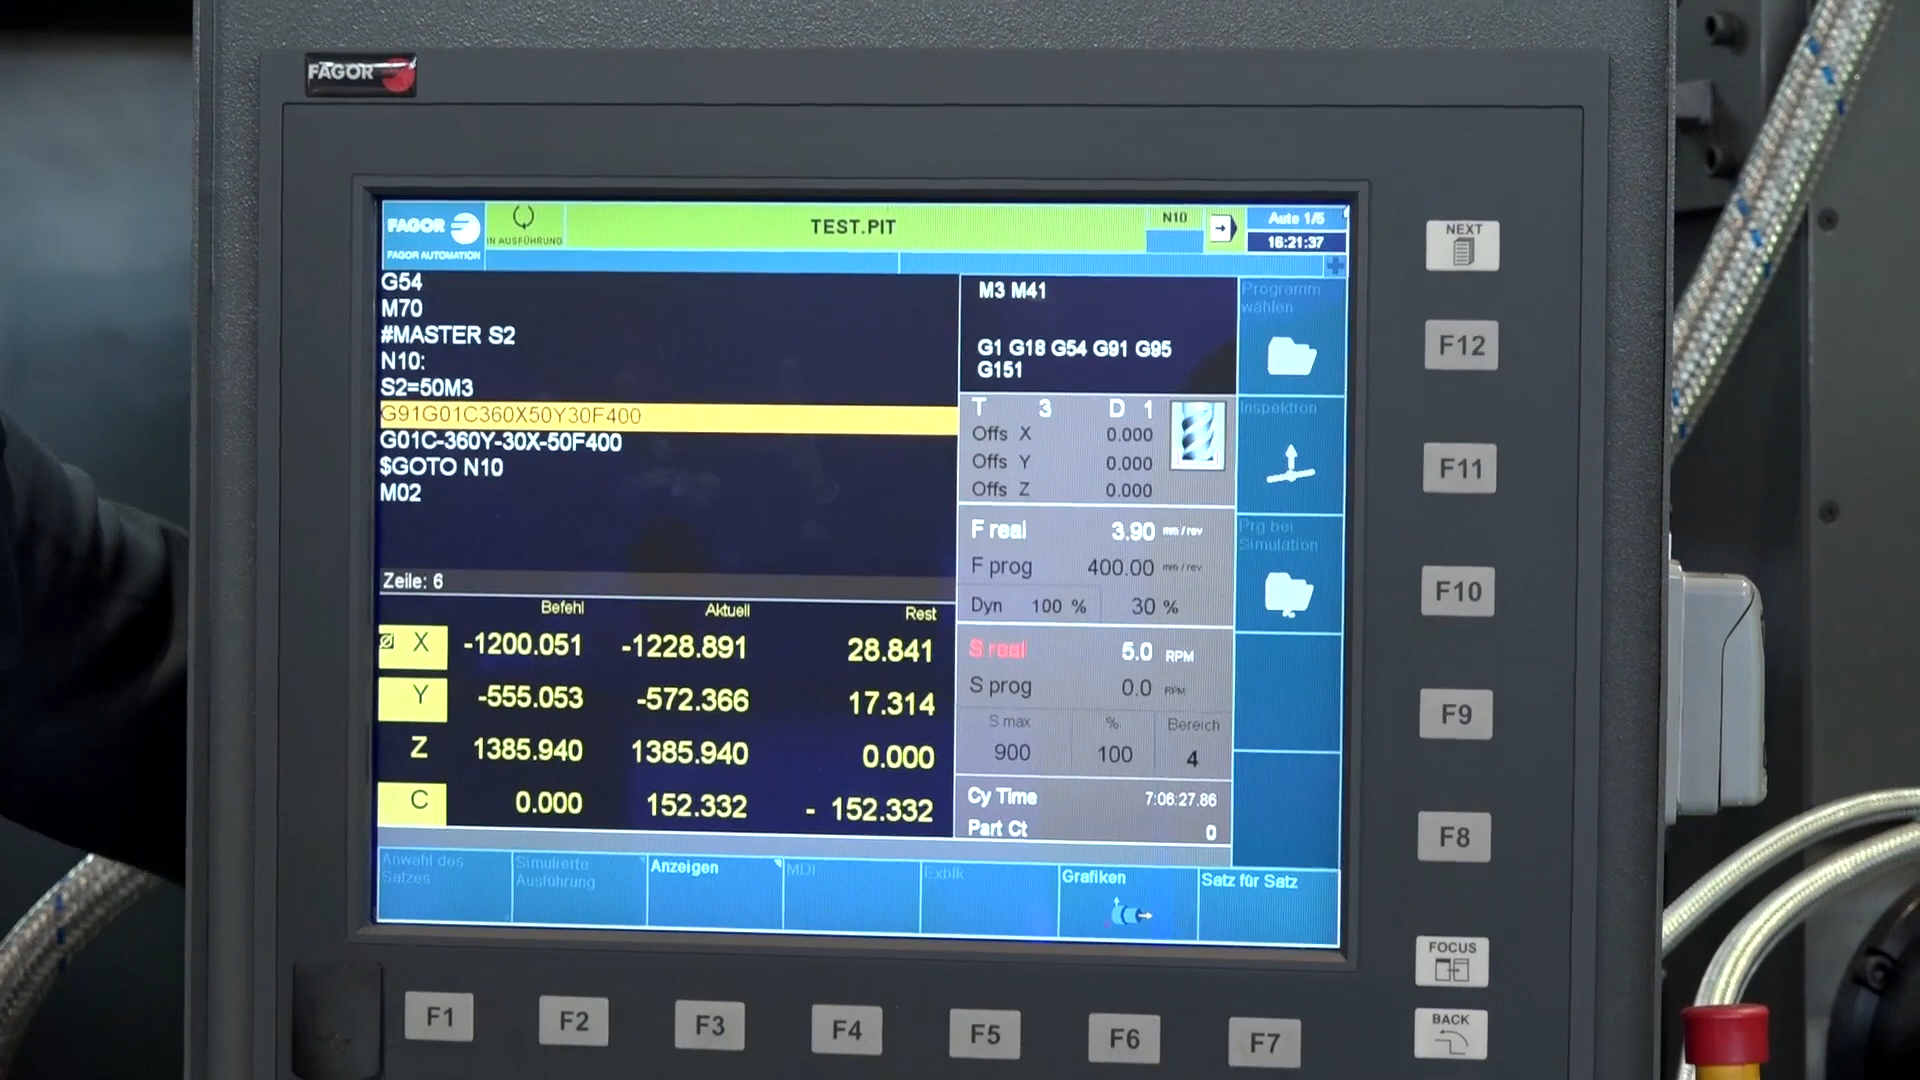 FAGOR
FAGOR
FAGOR AUTOMATION
IN AUSFÜHRUNG
TEST.PIT
N10
Auto 1/5
16:21:37
G54
M70
#MASTER S2
N10:
S2=50M3
G91G01C360X50Y30F400
G01C-360Y-30X-50F400
$GOTO N10
M02
Zeile: 6
Befehl Aktuell Rest
X -1200.051 -1228.891 28.841
Y -555.053 -572.366 17.314
Z 1385.940 1385.940 0.000
C 0.000 152.332 - 152.332
M3 M41
G1 G18 G54 G91 G95
G151
T 3 D 1
Offs X 0.000
Offs Y 0.000
Offs Z 0.000
F real 3.90 mm/rev
F prog 400.00 mm/rev
Dyn 100 % 30 %
S real 5.0 RPM
S prog 0.0 RPM
S max % Bereich
900 100 4
Cy Time 7:06:27.86
Part Ct 0
Programm
wählen
Inspektion
Prg bei
Simulation
Anwahl des
Satzes
Simulierte
Ausführung
Anzeigen
MDI
Exblk
Grafiken
Satz für Satz
NEXT
F12
F11
F10
F9
F8
FOCUS
BACK
F1
F2
F3
F4
F5
F6
F7